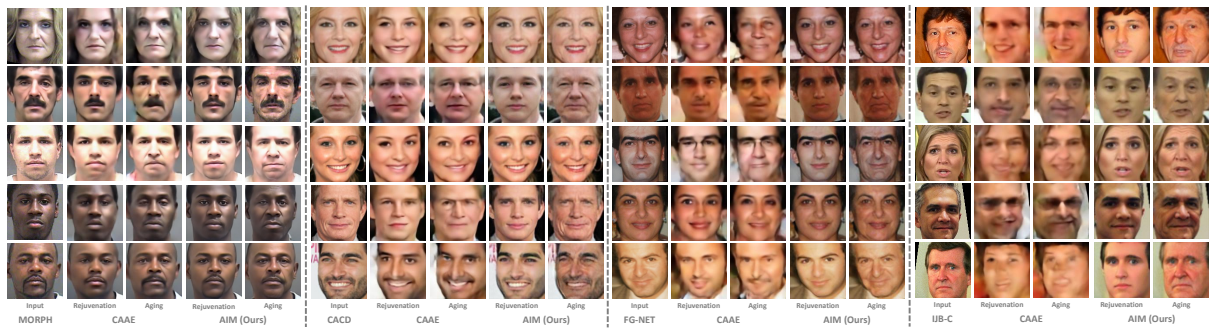 Input Rejuvenation Aging Rejuvenation Aging Input Rejuvenation Aging Rejuvenation Aging Input Rejuvenation Aging Rejuvenation Aging Input Rejuvenation Aging Rejuvenation Aging
MORPH CAAE AIM (Ours) CACD CAAE AIM (Ours) FG-NET CAAE AIM (Ours) IJB-C CAAE AIM (Ours)